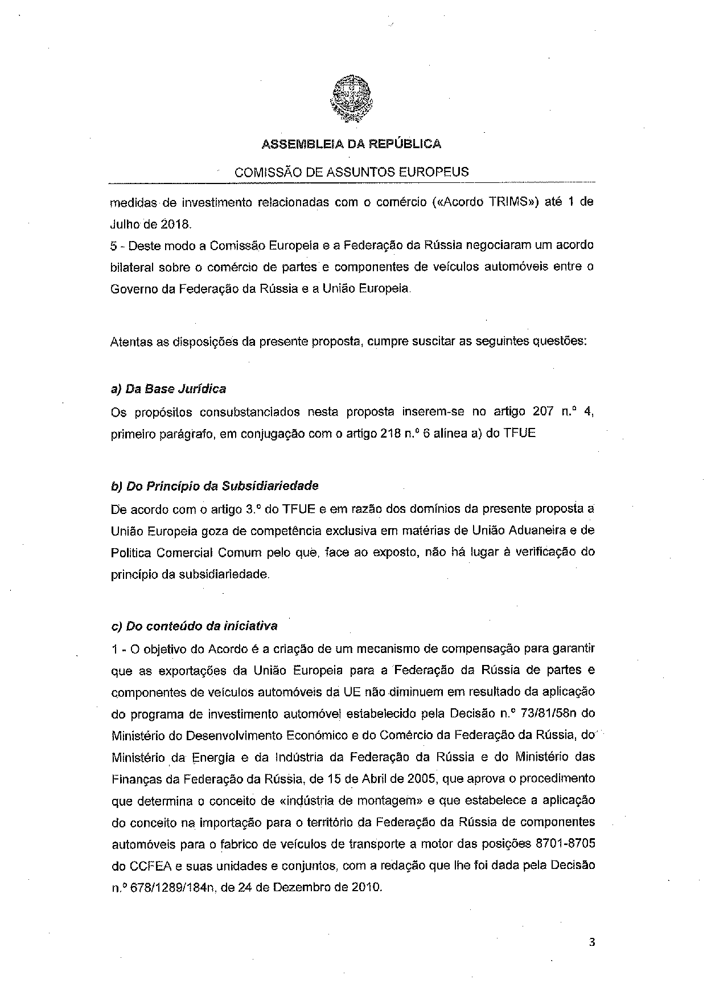 ASSEMBLEIA DA REPÚBLICA
COMISSÃO DE ASSUNTOS EUROPEUS
medidas de investimento relacionadas com o comércio («Acordo TRIMS») até 1 de
Julho de 2018.
5 - Deste modo a Comissão Europeia e a Federação da Rússia negociaram um acordo
bilateral sobre o comércio de partes e componentes de veículos automóveis entre o
Governo da Federação da Rússia e a União Europeia.
Atentas as disposições da presente proposta, cumpre suscitar as seguintes questões:
a) Da Base Jurídica
Os propósitos consubstanciados nesta proposta inserem-se no artigo 207 n.º 4,
primeiro parágrafo, em conjugação com o artigo 218 n.º 6 alínea a) do TFUE
b) Do Princípio da Subsidiariedade
De acordo com o artigo 3.º do TFUE e em razão dos domínios da presente proposta a
União Europeia goza de competência exclusiva em matérias de União Aduaneira e de
Politica Comercial Comum pelo que, face ao exposto, não há lugar à verificação do
princípio da subsidiariedade.
c) Do conteúdo da iniciativa
1 - O objetivo do Acordo é a criação de um mecanismo de compensação para garantir
que as exportações da União Europeia para a Federação da Rússia de partes e
componentes de veículos automóveis da UE não diminuem em resultado da aplicação
do programa de investimento automóvel estabelecido pela Decisão n.º 73/81/58n do
Ministério do Desenvolvimento Económico e do Comércio da Federação da Rússia, do
Ministério da Energia e da Indústria da Federação da Rússia e do Ministério das
Finanças da Federação da Rússia, de 15 de Abril de 2005, que aprova o procedimento
que determina o conceito de «indústria de montagem» e que estabelece a aplicação
do conceito na importação para o território da Federação da Rússia de componentes
automóveis para o fabrico de veículos de transporte a motor das posições 8701-8705
do CCFEA e suas unidades e conjuntos, com a redação que lhe foi dada pela Decisão
n.º 678/1289/184n, de 24 de Dezembro de 2010.
3